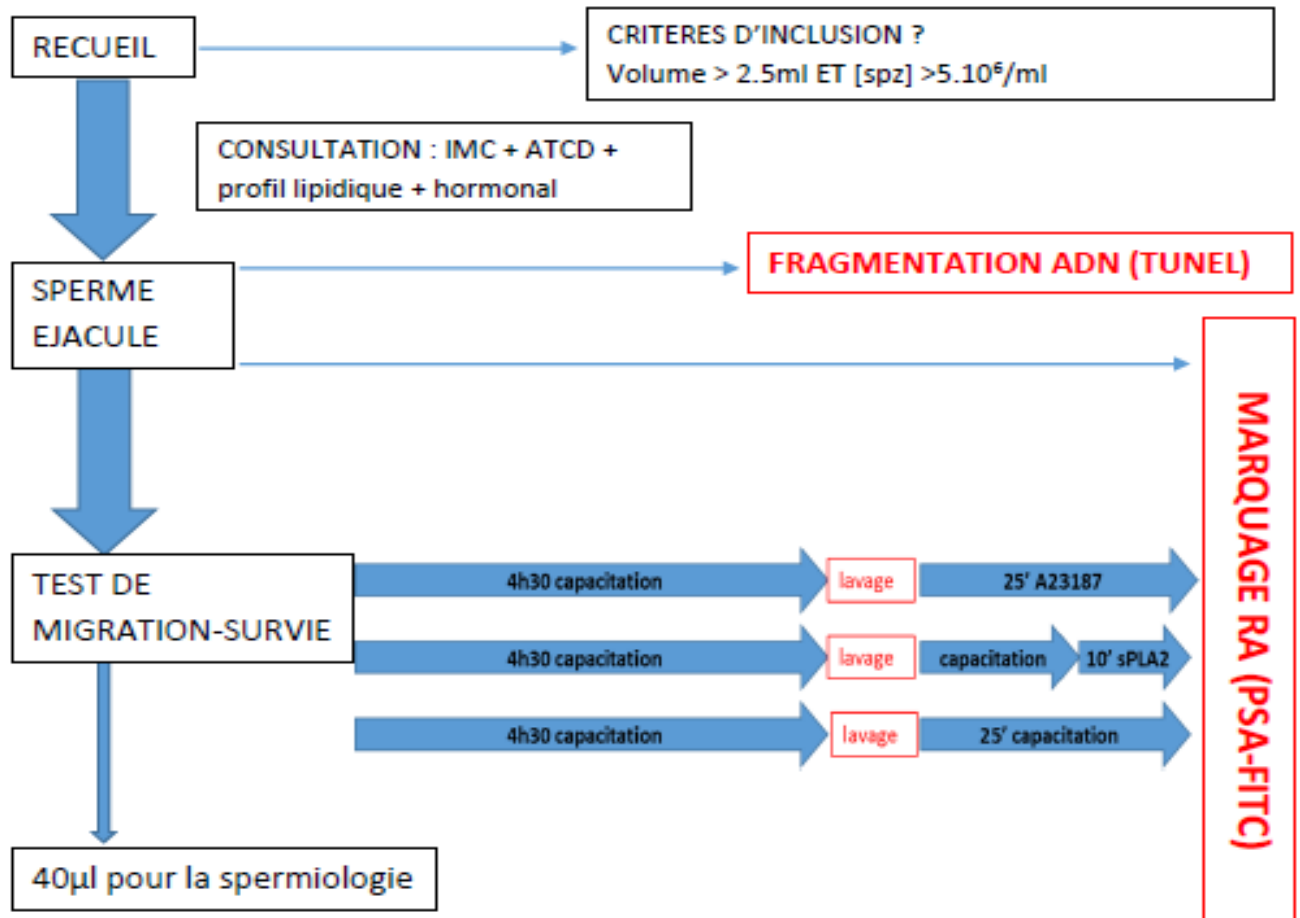 RECUEIL
CRITERES D'INCLUSION ?
Volume > 2.5ml ET [spz] >5.10⁶/ml
CONSULTATION : IMC + ATCD +
profil lipidique + hormonal
SPERME
EJACULE
FRAGMENTATION ADN (TUNEL)
MARQUAGE RA (PSA-FITC)
TEST DE
MIGRATION-SURVIE
4h30 capacitation lavage 25' A23187
4h30 capacitation lavage capacitation 10' sPLA2
4h30 capacitation lavage 25' capacitation
40µl pour la spermiologie